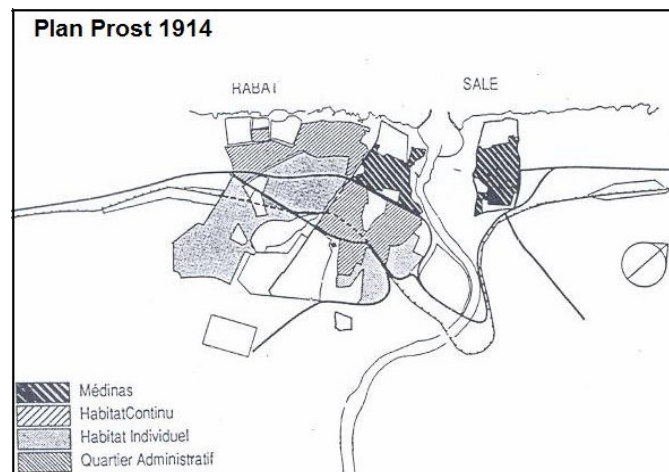 Plan Prost 1914
RABAT
SALE
Médinas
HabitatContinu
Habitat Individuel
Quartier Administratif